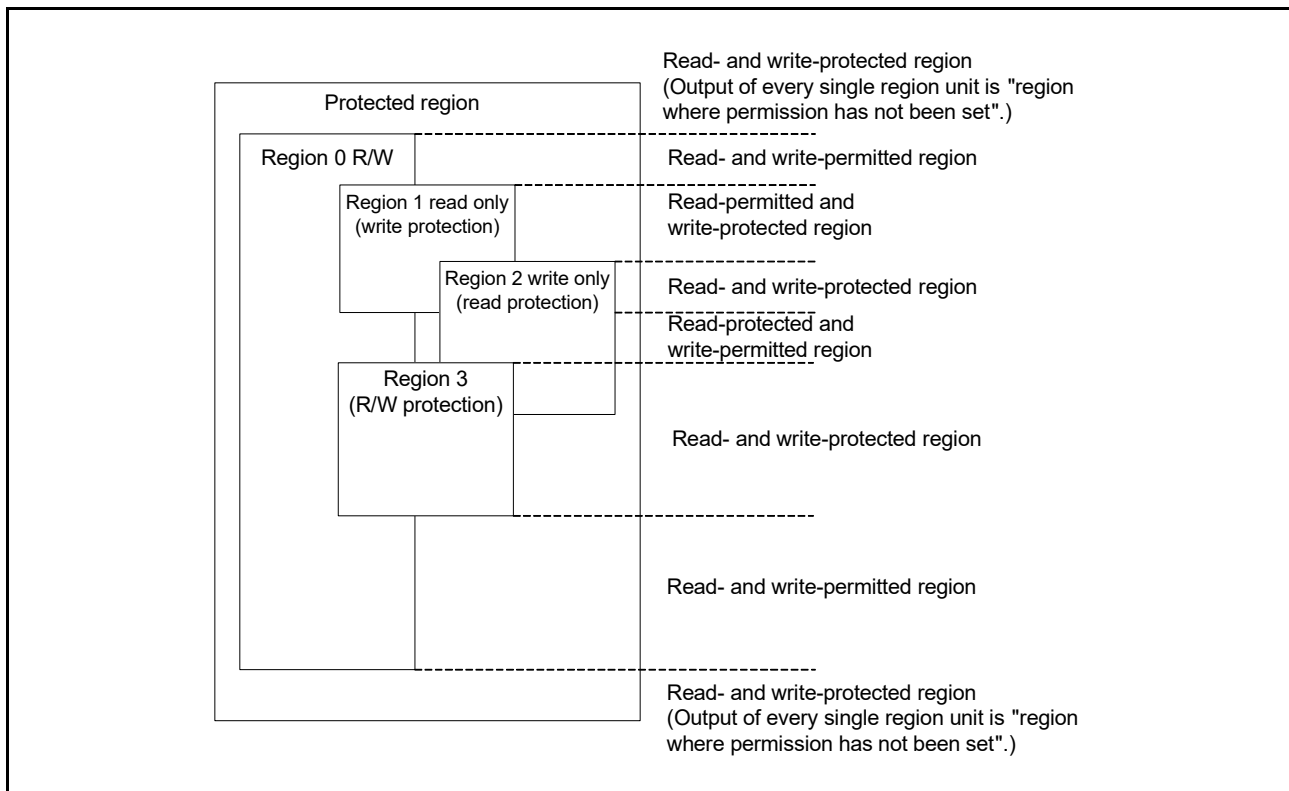 Read- and write-protected region
(Output of every single region unit is "region
where permission has not been set".)
Protected region
Region 0 R/W
Read- and write-permitted region
Region 1 read only
(write protection)
Read-permitted and
write-protected region
Region 2 write only
(read protection)
Read- and write-protected region
Read-protected and
write-permitted region
Region 3
(R/W protection)
Read- and write-protected region
Read- and write-permitted region
Read- and write-protected region
(Output of every single region unit is "region
where permission has not been set".)